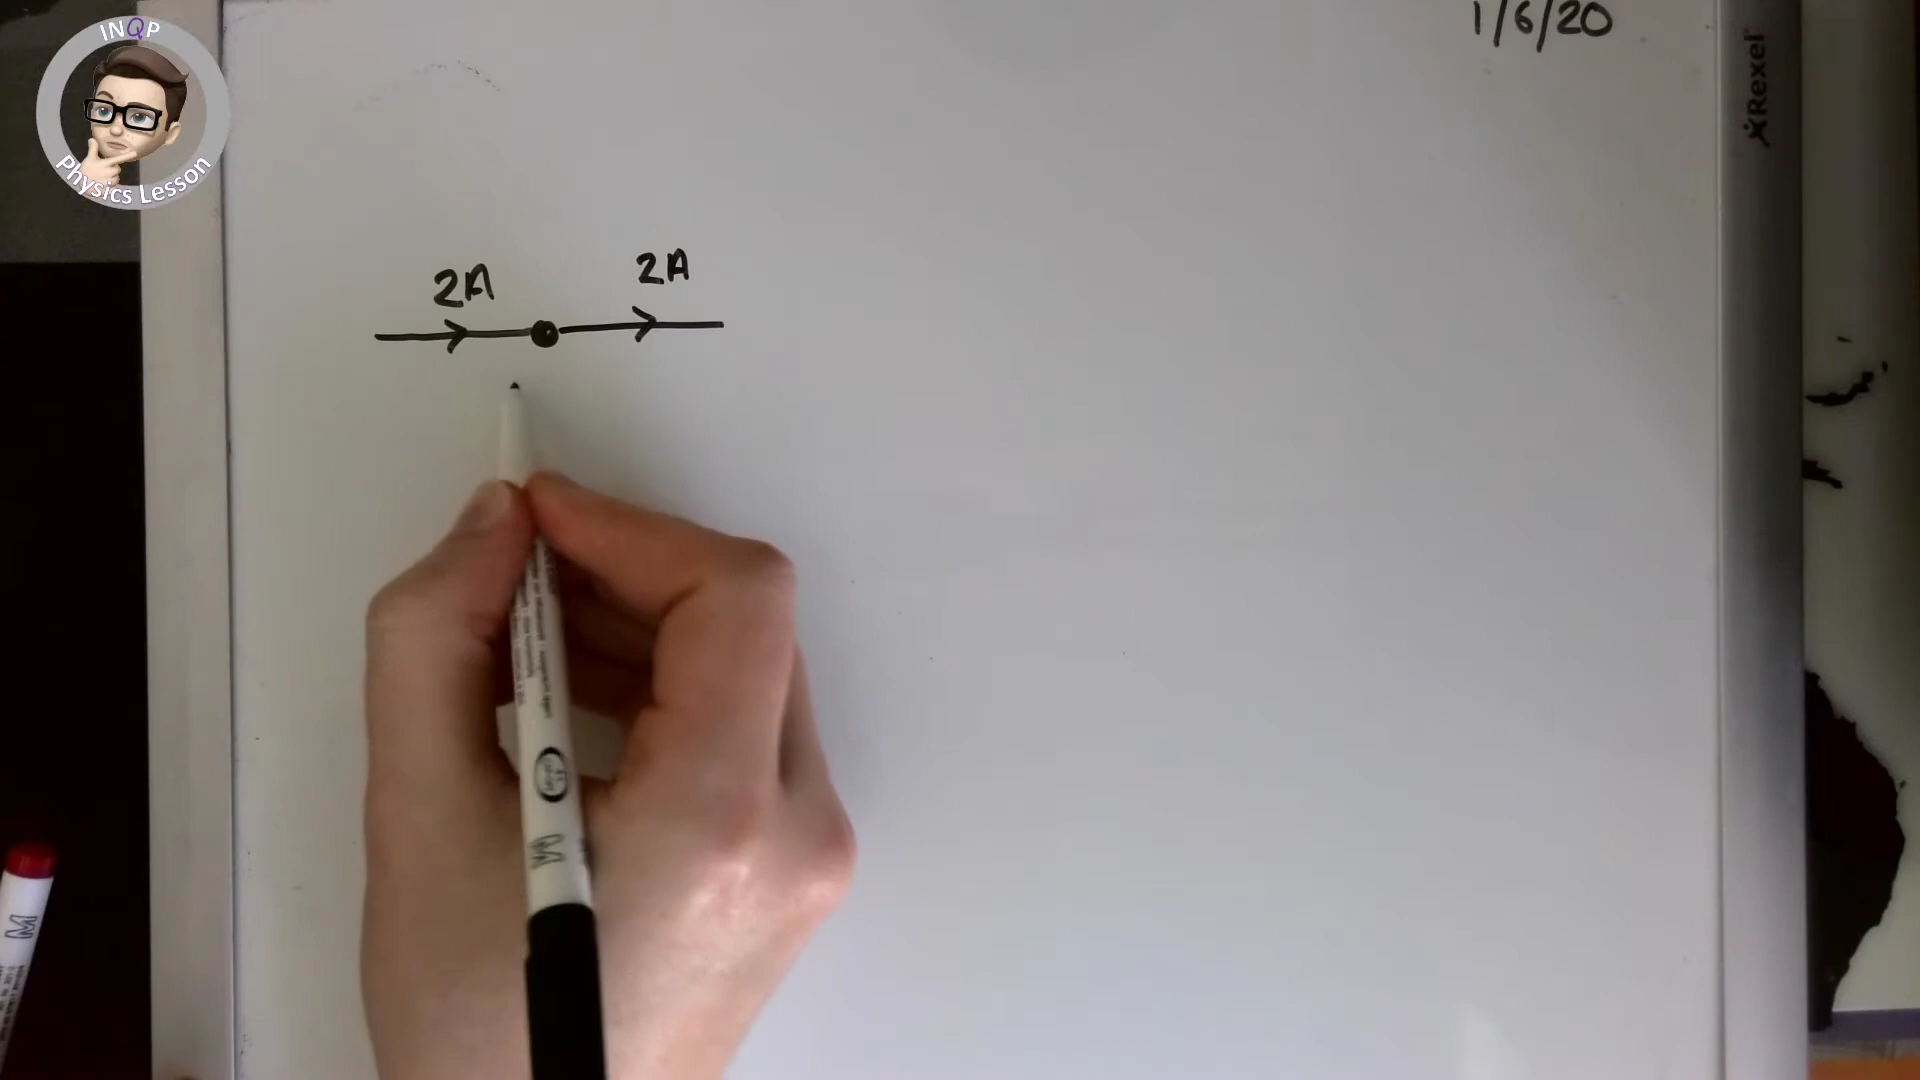 INQP
Physics Lesson
1/6/20
Rexel
2A
2A
M
M